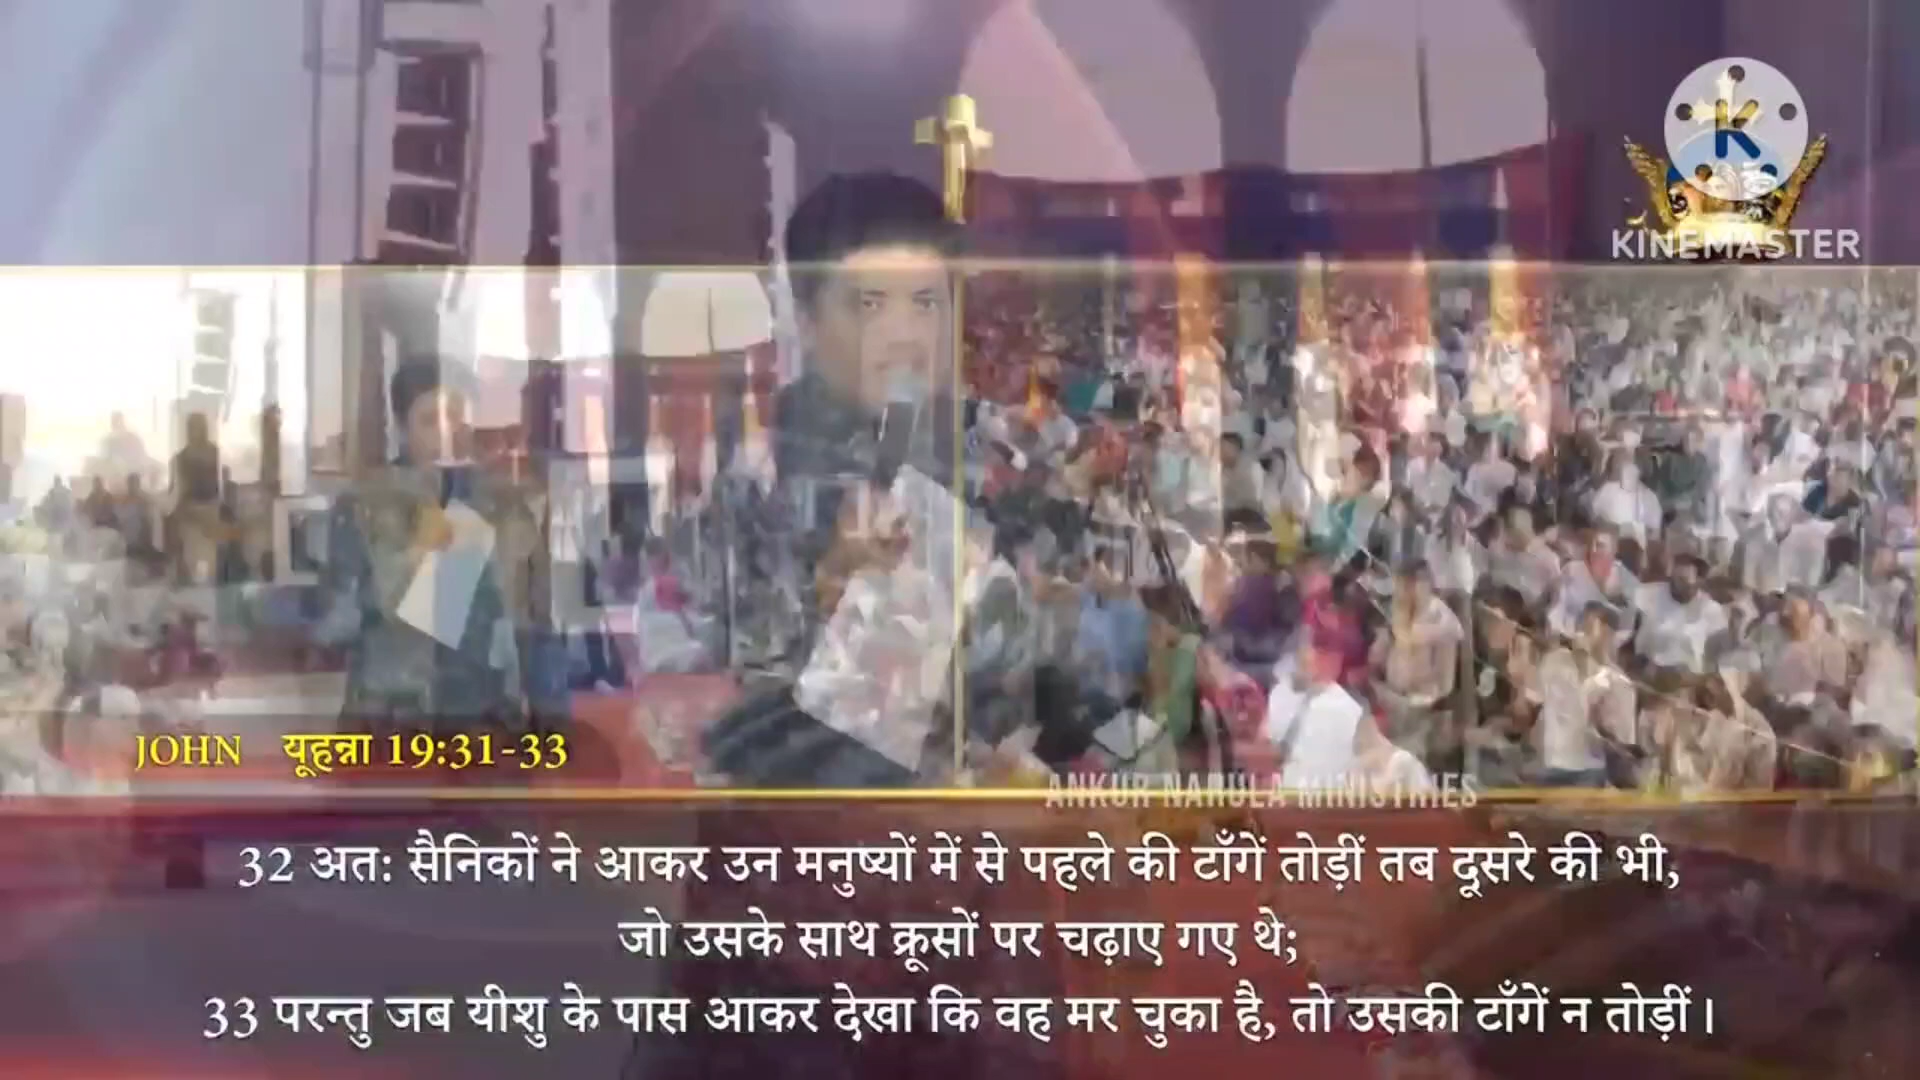 KINEMASTER
JOHN यूहन्ना 19:31-33
ANKUR NARULA MINISTRIES
32 अत: सैनिकों ने आकर उन मनुष्यों में से पहले की टाँगें तोड़ीं तब दूसरे की भी,
जो उसके साथ क्रूसों पर चढ़ाए गए थे;
33 परन्तु जब यीशु के पास आकर देखा कि वह मर चुका है, तो उसकी टाँगें न तोड़ीं।